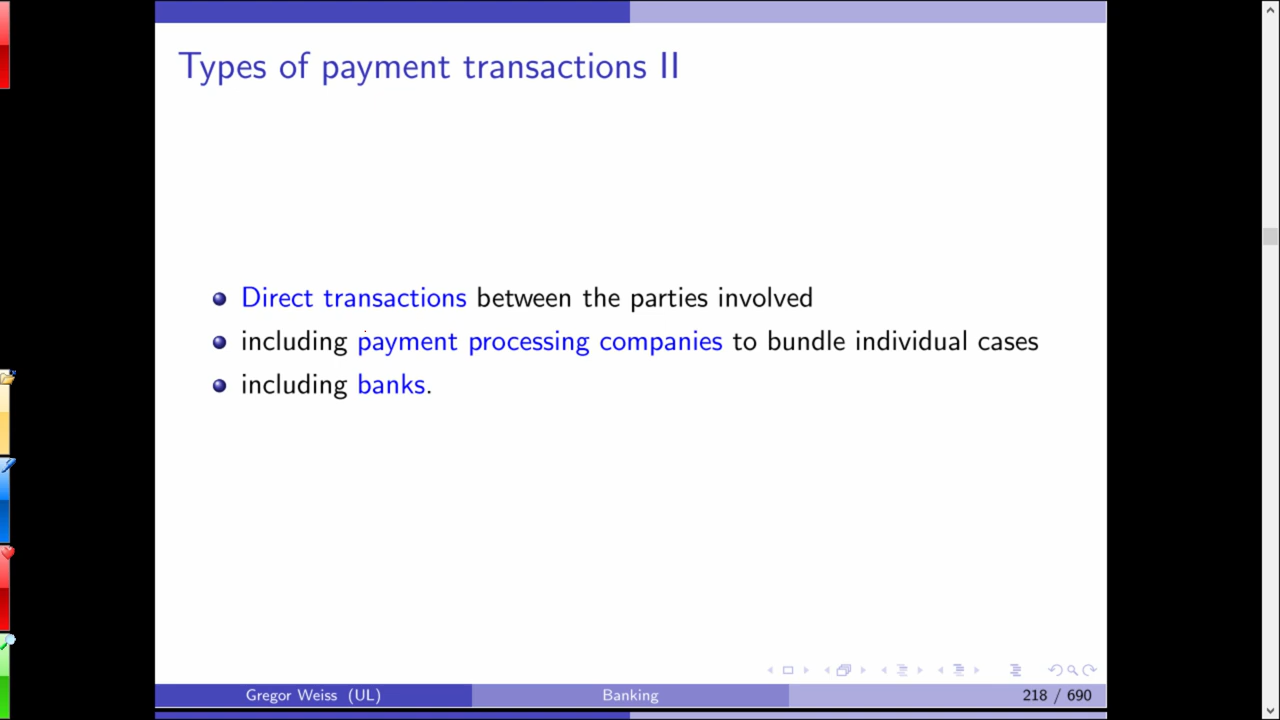 Types of payment transactions II
Direct transactions between the parties involved
including payment processing companies to bundle individual cases
including banks.
Gregor Weiss (UL) Banking 218 / 690